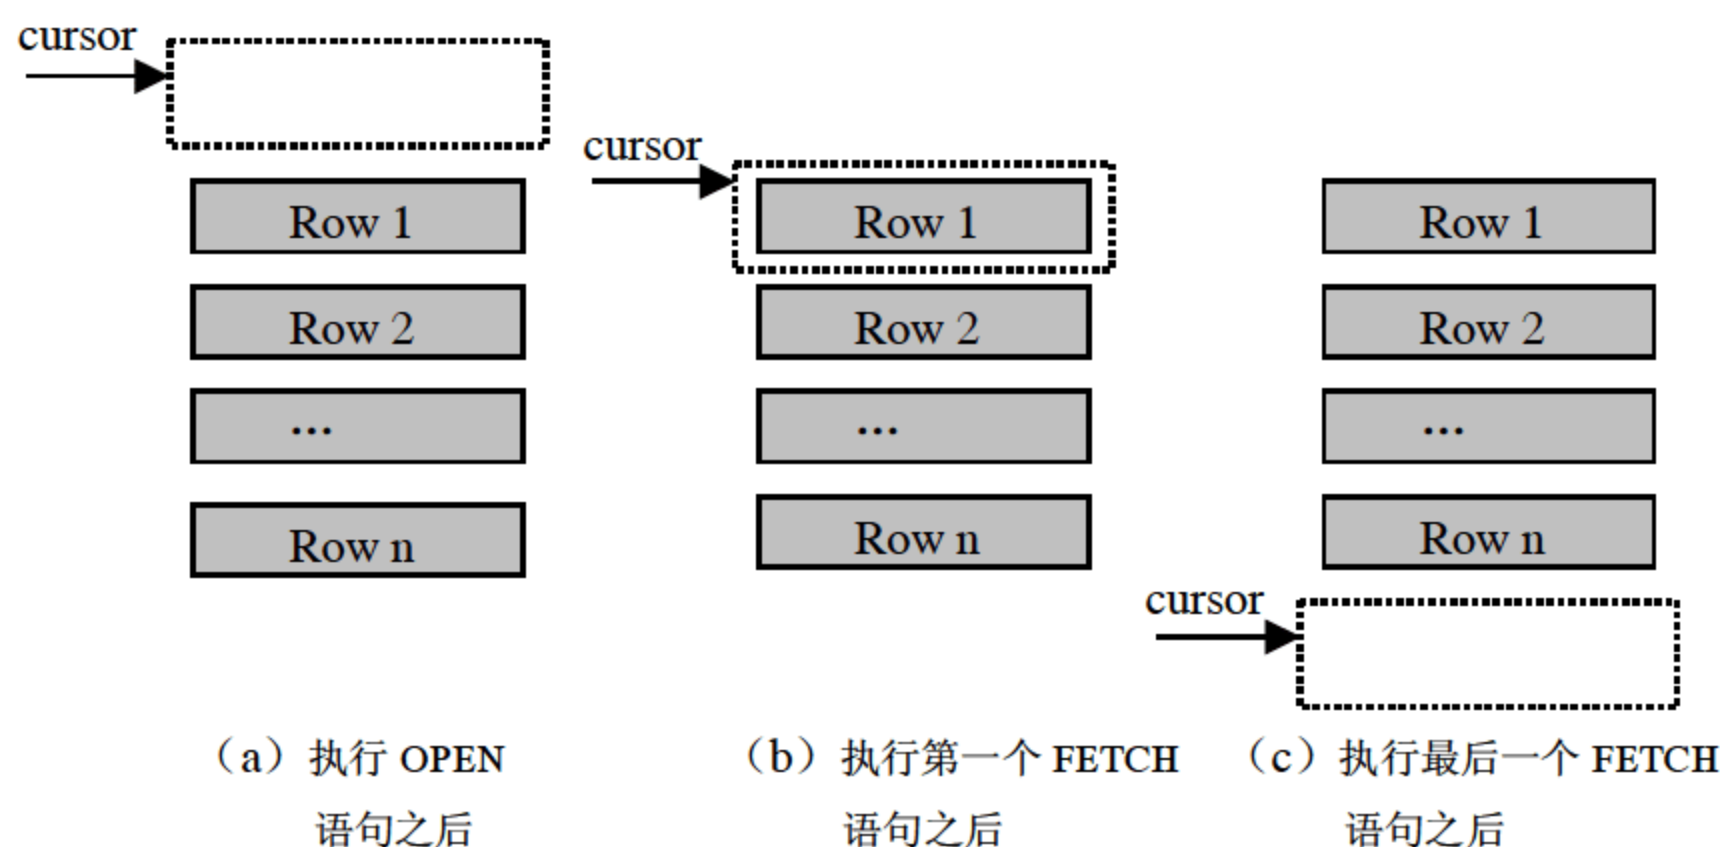 cursor
Row 1
Row 2
...
Row n
（a）执行 OPEN
语句之后
cursor
Row 1
Row 2
...
Row n
（b）执行第一个 FETCH
语句之后
Row 1
Row 2
...
Row n
cursor
（c）执行最后一个 FETCH
语句之后